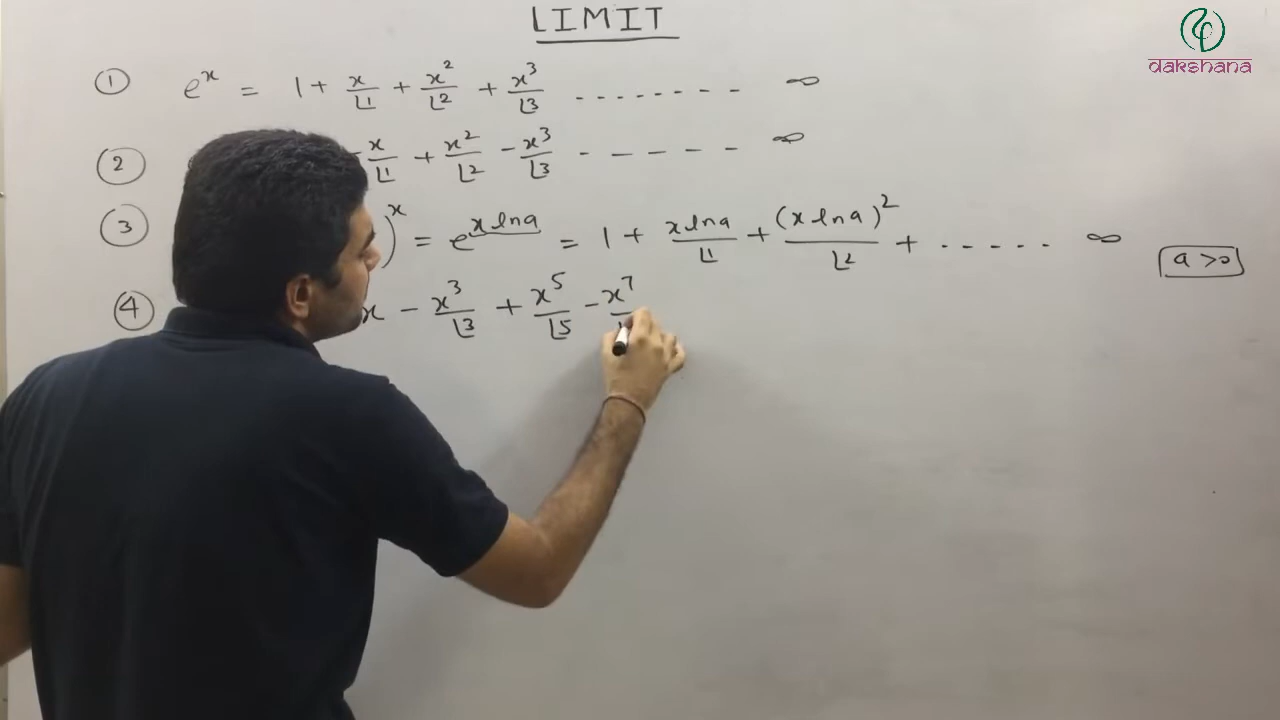 LIMIT
dakshana
① e^x = 1 + x/⌊1 + x²/⌊2 + x³/⌊3 -------- ∞
② - x/⌊1 + x²/⌊2 - x³/⌊3 ------ ∞
③ )^x = e^(x ln a) = 1 + x ln a/⌊1 + (x ln a)²/⌊2 + ----- ∞
a > 0
④ x - x³/⌊3 + x⁵/⌊5 - x⁷